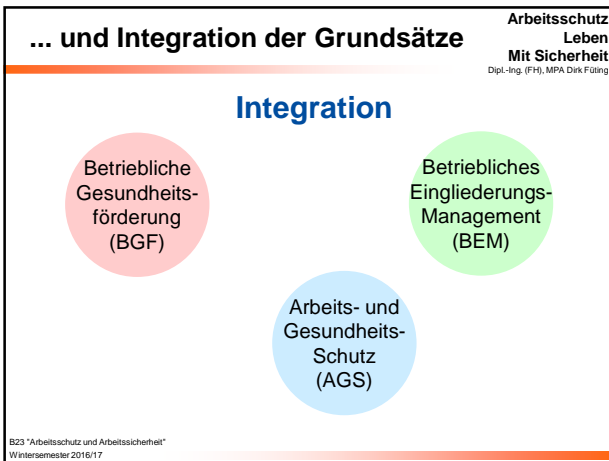 ... und Integration der Grundsätze
Arbeitsschutz
Leben
Mit Sicherheit
Dipl.-Ing. (FH), MPA Dirk Füting
Integration
Betriebliche
Gesundheits-
förderung
(BGF)
Betriebliches
Eingliederungs-
Management
(BEM)
Arbeits- und
Gesundheits-
Schutz
(AGS)
B23 "Arbeitsschutz und Arbeitssicherheit"
Wintersemester 2016/17